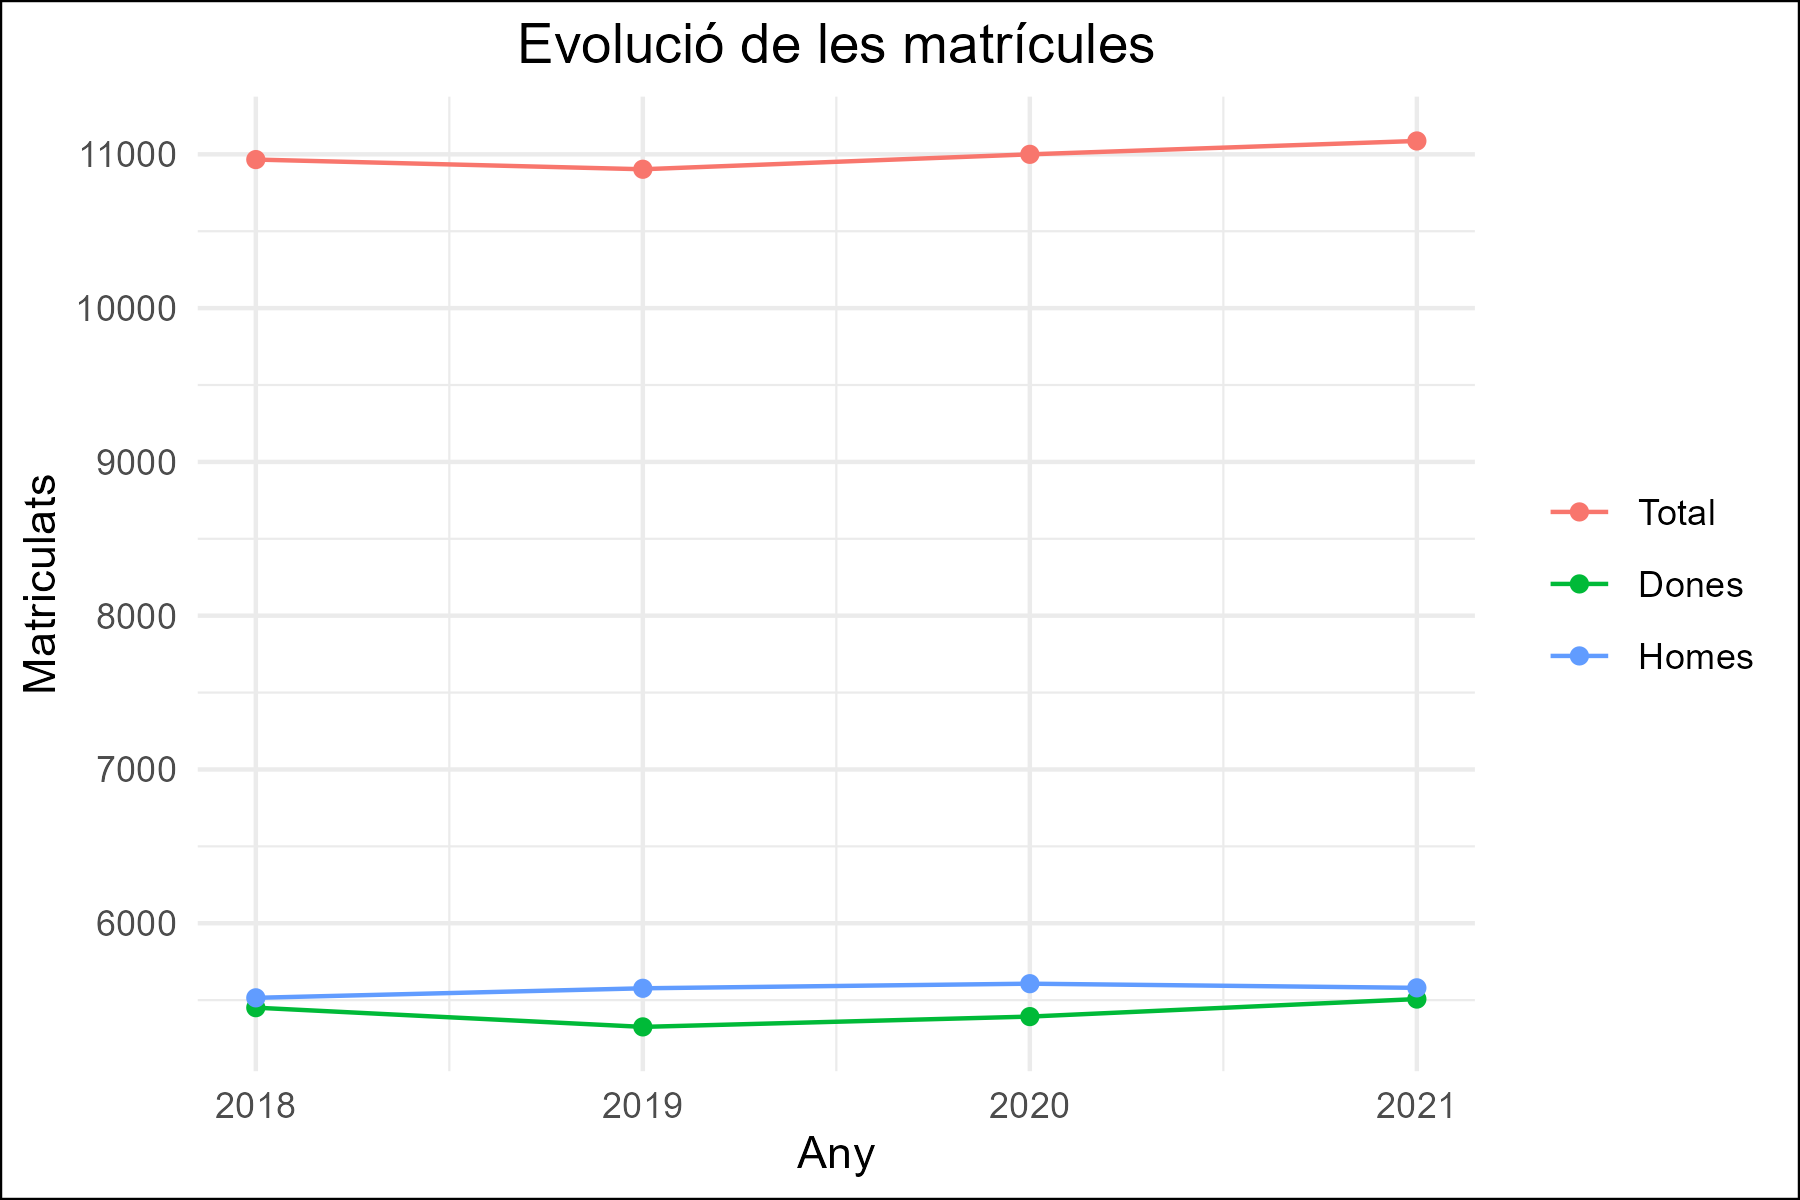 Evolució de les matrícules
11000
10000
9000
8000
7000
6000
Matriculats
2018
2019
2020
2021
Any
Total
Dones
Homes